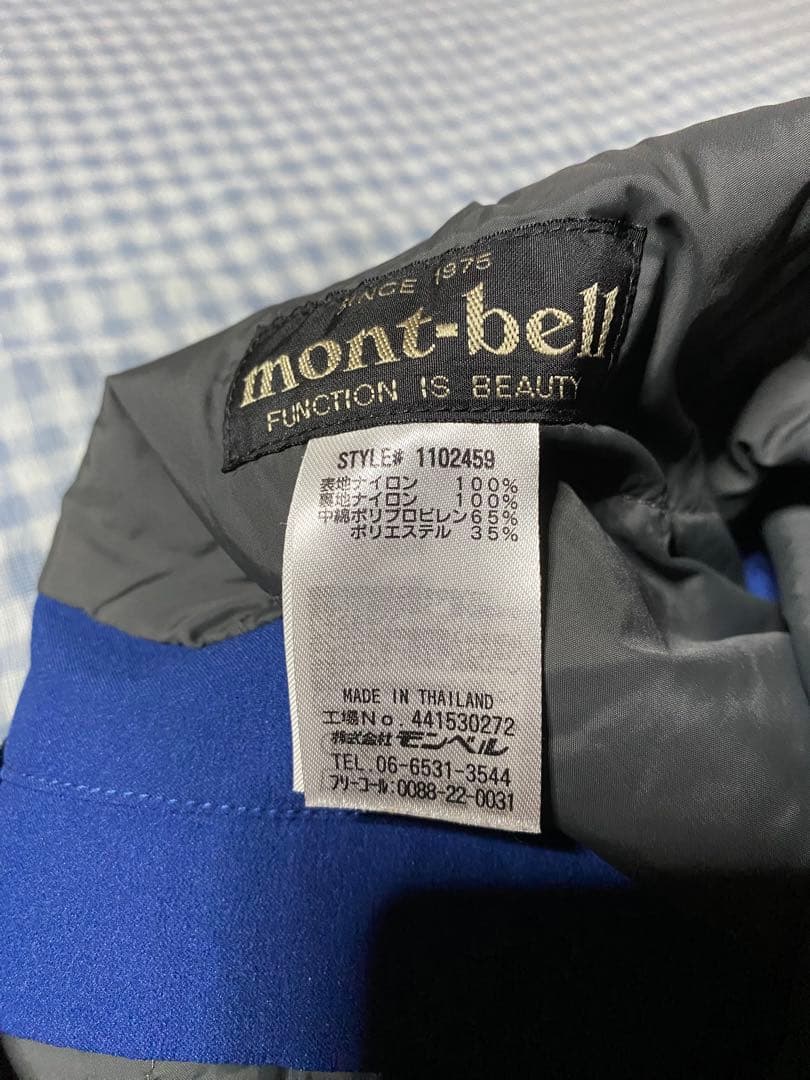 SINCE 1975
mont-bell
FUNCTION IS BEAUTY
STYLE# 1102459
表地ナイロン 100%
裏地ナイロン 100%
中綿ポリプロピレン 65%
ポリエステル 35%
MADE IN THAILAND
工場No. 441530272
株式会社 モンベル
TEL. 06-6531-3544
フリーコール:0088-22-0031